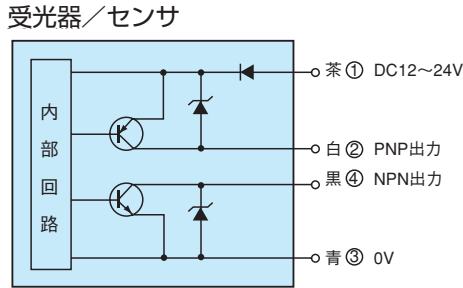 受光器／センサ
内部回路
茶① DC12～24V
白② PNP出力
黒④ NPN出力
青③ 0V